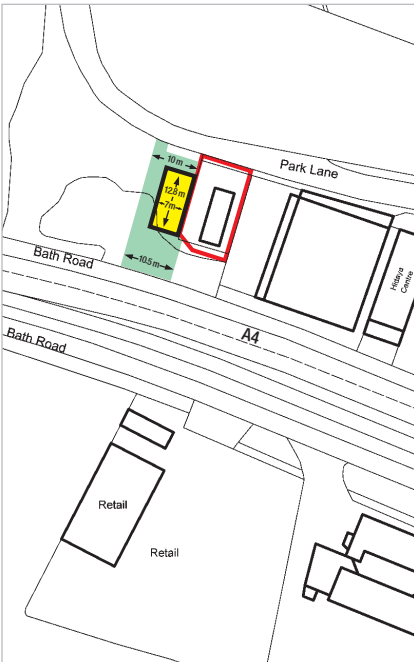 10m
Park Lane
12.8m
7m
10.5m
Bath Road
Hidaya
Centre
A4
Bath Road
Retail
Retail